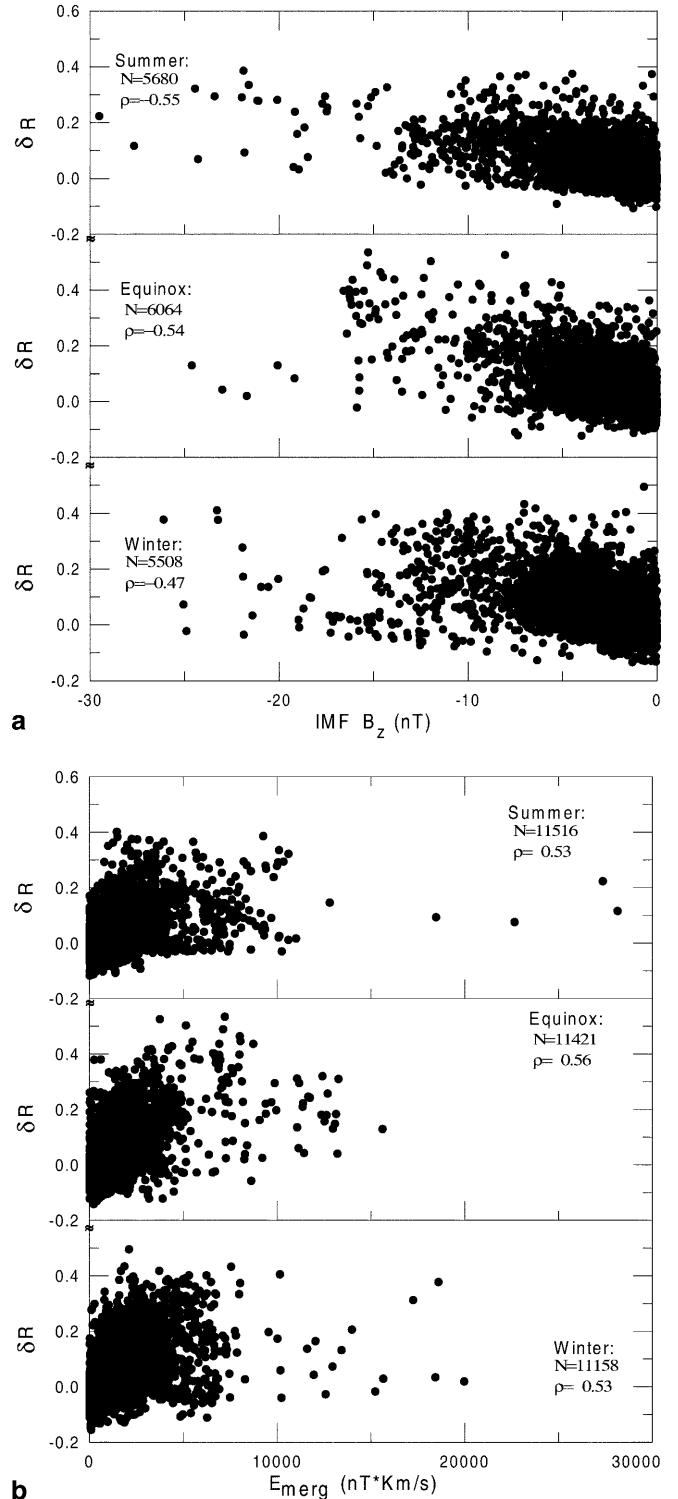 0.6
Summer:
N=5680
ρ=-0.55
0.4
0.2
0.0
-0.2
δR
≈
Equinox:
N=6064
ρ=-0.54
0.4
0.2
0.0
-0.2
δR
≈
Winter:
N=5508
ρ=-0.47
0.4
0.2
0.0
-0.2
δR
-30 -20 -10 0
a IMF Bz (nT)
0.6
Summer:
N=11516
ρ= 0.53
0.4
0.2
0.0
-0.2
δR
≈
Equinox:
N=11421
ρ= 0.56
0.4
0.2
0.0
-0.2
δR
≈
0.4
0.2
0.0
-0.2
δR
Winter:
N=11158
ρ= 0.53
0 10000 20000 30000
b Emerg (nT*Km/s)